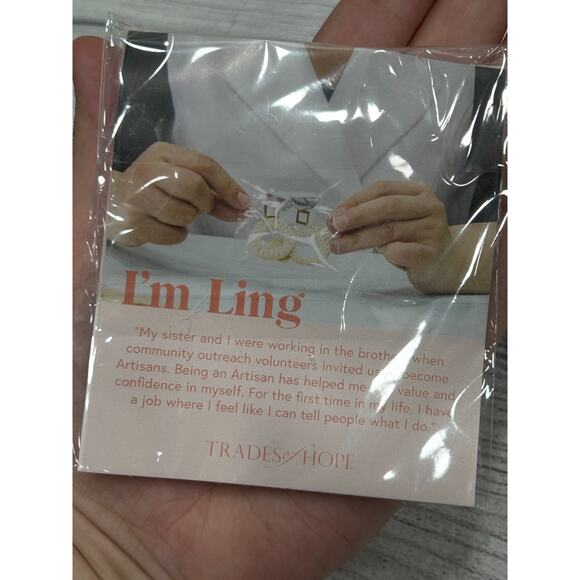 I'm Ling
"My sister and I were working in the brothel when
community outreach volunteers invited us become
Artisans. Being an Artisan has helped me value and
confidence in myself. For the first time in my life, I have
a job where I feel like I can tell people what I do."
TRADES of HOPE